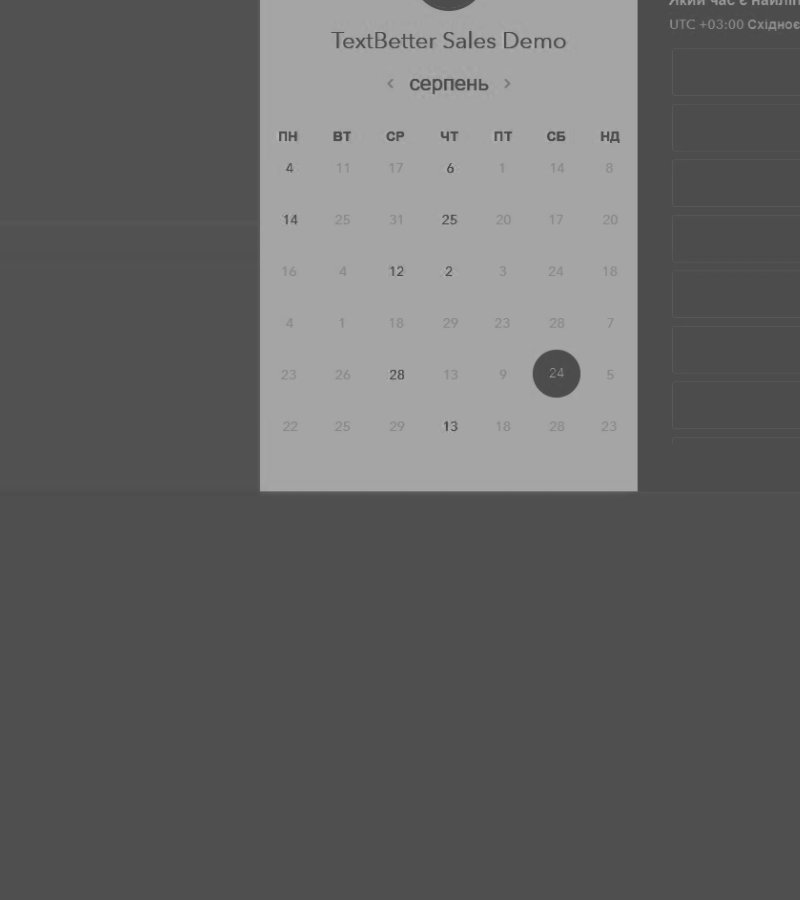 Який час є
UTC +03:00 Східноє
TextBetter Sales Demo
‹ серпень ›
ПН ВТ СР ЧТ ПТ СБ НД
4 11 17 6 1 14 8
14 25 31 25 20 17 20
16 4 12 2 3 24 18
4 1 18 29 23 28 7
23 26 28 13 9 24 5
22 25 29 13 18 28 23